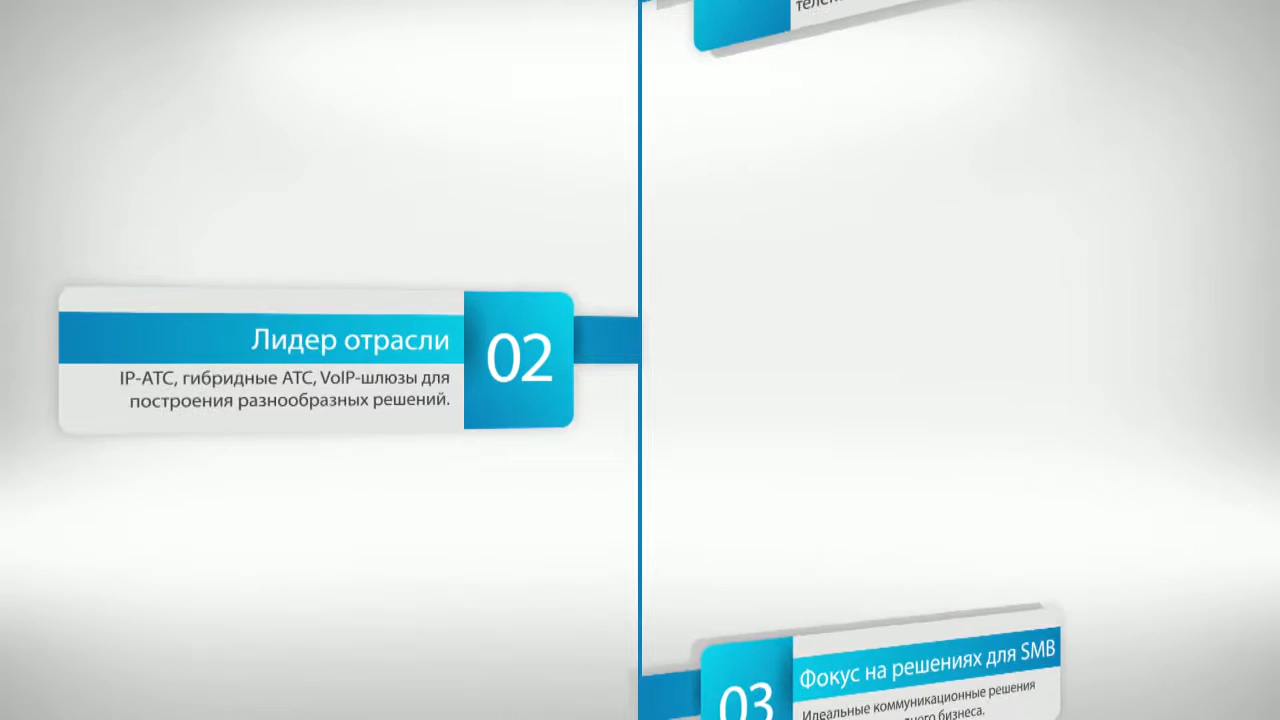 Лидер отрасли
02
IP-АТС, гибридные АТС, VoIP-шлюзы для
построения разнообразных решений.
Фокус на решениях для SMB
03
Идеальные коммуникационные решения
бизнеса.